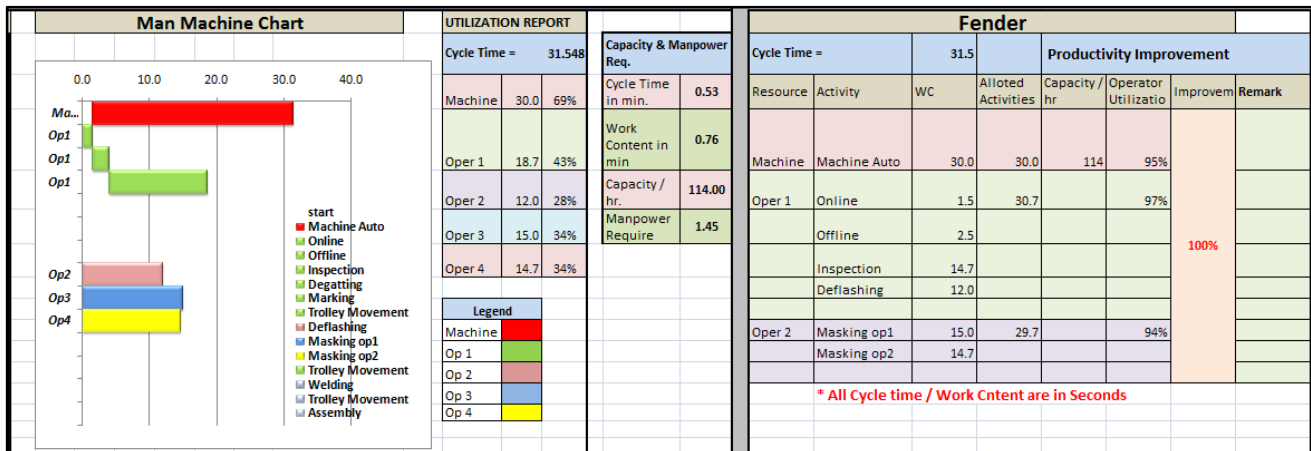 Man Machine Chart
0.0 10.0 20.0 30.0 40.0
Ma...
Op1
Op1
Op1
Op2
Op3
Op4
start
Machine Auto
Online
Offline
Inspection
Degatting
Marking
Trolley Movement
Deflashing
Masking op1
Masking op2
Trolley Movement
Welding
Trolley Movement
Assembly
UTILIZATION REPORT
Cycle Time = 31.548
Machine 30.0 69%
Oper 1 18.7 43%
Oper 2 12.0 28%
Oper 3 15.0 34%
Oper 4 14.7 34%
Legend
Machine
Op 1
Op 2
Op 3
Op 4
Capacity & Manpower
Req.
Cycle Time
in min. 0.53
Work
Content in
min 0.76
Capacity /
hr. 114.00
Manpower
Require 1.45
Fender
Cycle Time = 31.5 Productivity Improvement
Resource Activity WC Alloted
Activities Capacity /
hr Operator
Utilizatio Improvem Remark
Machine Machine Auto 30.0 30.0 114 95%
Oper 1 Online 1.5 30.7 97%
Offline 2.5
100%
Inspection 14.7
Deflashing 12.0
Oper 2 Masking op1 15.0 29.7 94%
Masking op2 14.7
* All Cycle time / Work Cntent are in Seconds